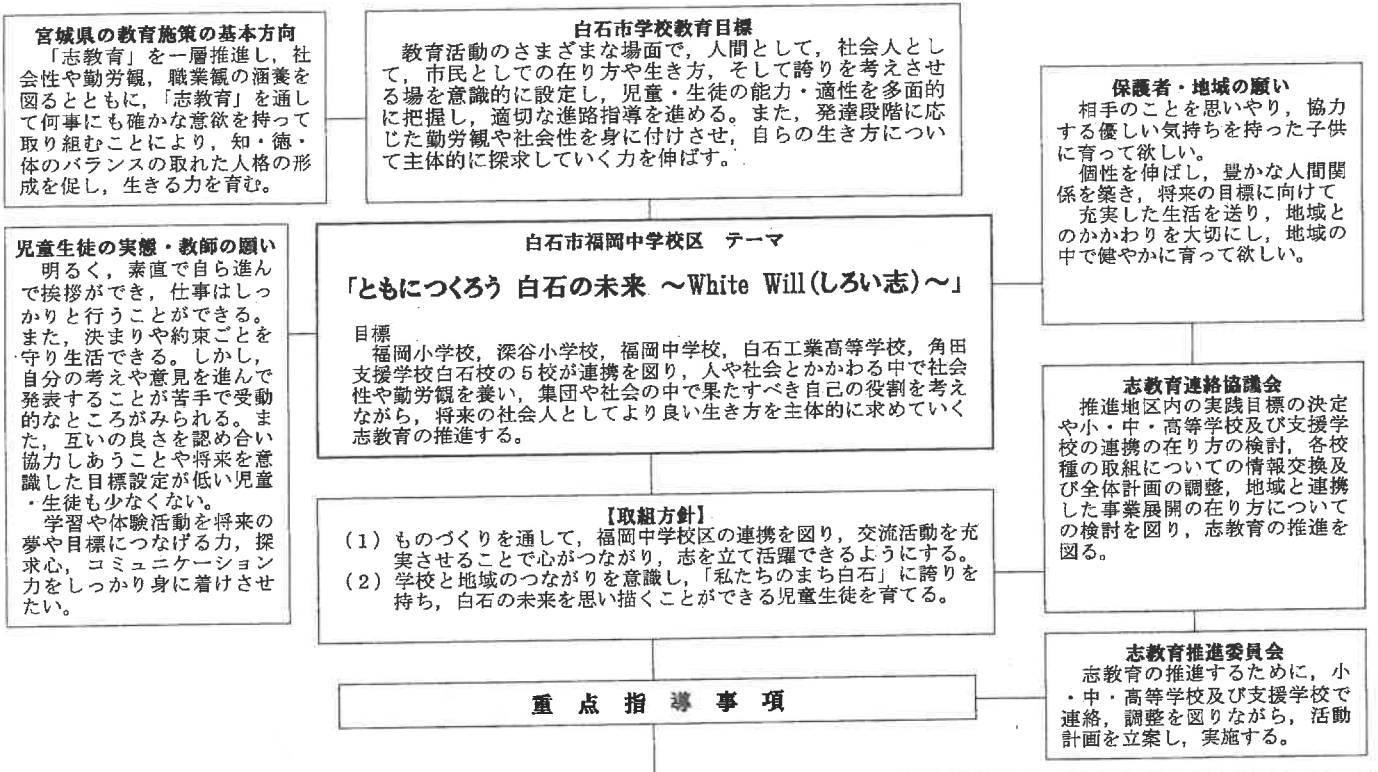 宮城県の教育施策の基本方向
「志教育」を一層推進し，社
会性や勤労観，職業観の涵養を
図るとともに，「志教育」を通し
て何事にも確かな意欲を持って
取り組むことにより，知・徳・
体のバランスの取れた人格の形
成を促し，生きる力を育む。
白石市学校教育目標
教育活動のさまざまな場面で，人間として，社会人とし
て，市民としての在り方や生き方，そして誇りを考えさせ
る場を意識的に設定し，児童・生徒の能力・適性を多面的
に把握し，適切な進路指導を進める。また，発達段階に応
じた勤労観や社会性を身に付けさせ，自らの生き方につい
て主体的に探求していく力を伸ばす。
保護者・地域の願い
相手のことを思いやり，協力
する優しい気持ちを持った子供
に育って欲しい。
個性を伸ばし，豊かな人間関
係を築き，将来の目標に向けて
充実した生活を送り，地域と
のかかわりを大切にし，地域の
中で健やかに育って欲しい。
児童生徒の実態・教師の願い
明るく，素直で自ら進ん
で挨拶ができ，仕事はしっ
かりと行うことができる。
また，決まりや約束ごとを
守り生活できる。しかし，
自分の考えや意見を進んで
発表することが苦手で受動
的なところがみられる。ま
た，互いの良さを認め合い
協力しあうことや将来を意
識した目標設定が低い児童
・生徒も少なくない。
学習や体験活動を将来の
夢や目標につなげる力，探
求心，コミュニケーション
力をしっかり身に着けさせ
たい。
白石市福岡中学校区 テーマ
「ともにつくろう 白石の未来 ～White Will(しろい志)～」
目標
福岡小学校，深谷小学校，福岡中学校，白石工業高等学校，角田
支援学校白石校の５校が連携を図り，人や社会とかかわる中で社会
性や勤労観を養い，集団や社会の中で果たすべき自己の役割を考え
ながら，将来の社会人としてより良い生き方を主体的に求めていく
志教育の推進する。
志教育連絡協議会
推進地区内の実践目標の決定
や小・中・高等学校及び支援学
校の連携の在り方の検討，各校
種の取組についての情報交換及
び全体計画の調整，地域と連携
した事業展開の在り方について
の検討を図り，志教育の推進を
図る。
【取組方針】
（１）ものづくりを通して，福岡中学校区の連携を図り，交流活動を充
実させることで心がつながり，志を立て活躍できるようにする。
（２）学校と地域のつながりを意識し，「私たちのまち白石」に誇りを
持ち，白石の未来を思い描くことができる児童生徒を育てる。
志教育推進委員会
志教育の推進するために，小
・中・高等学校及び支援学校で
連絡，調整を図りながら，活動
計画を立案し，実施する。
重 点 指 導 事 項